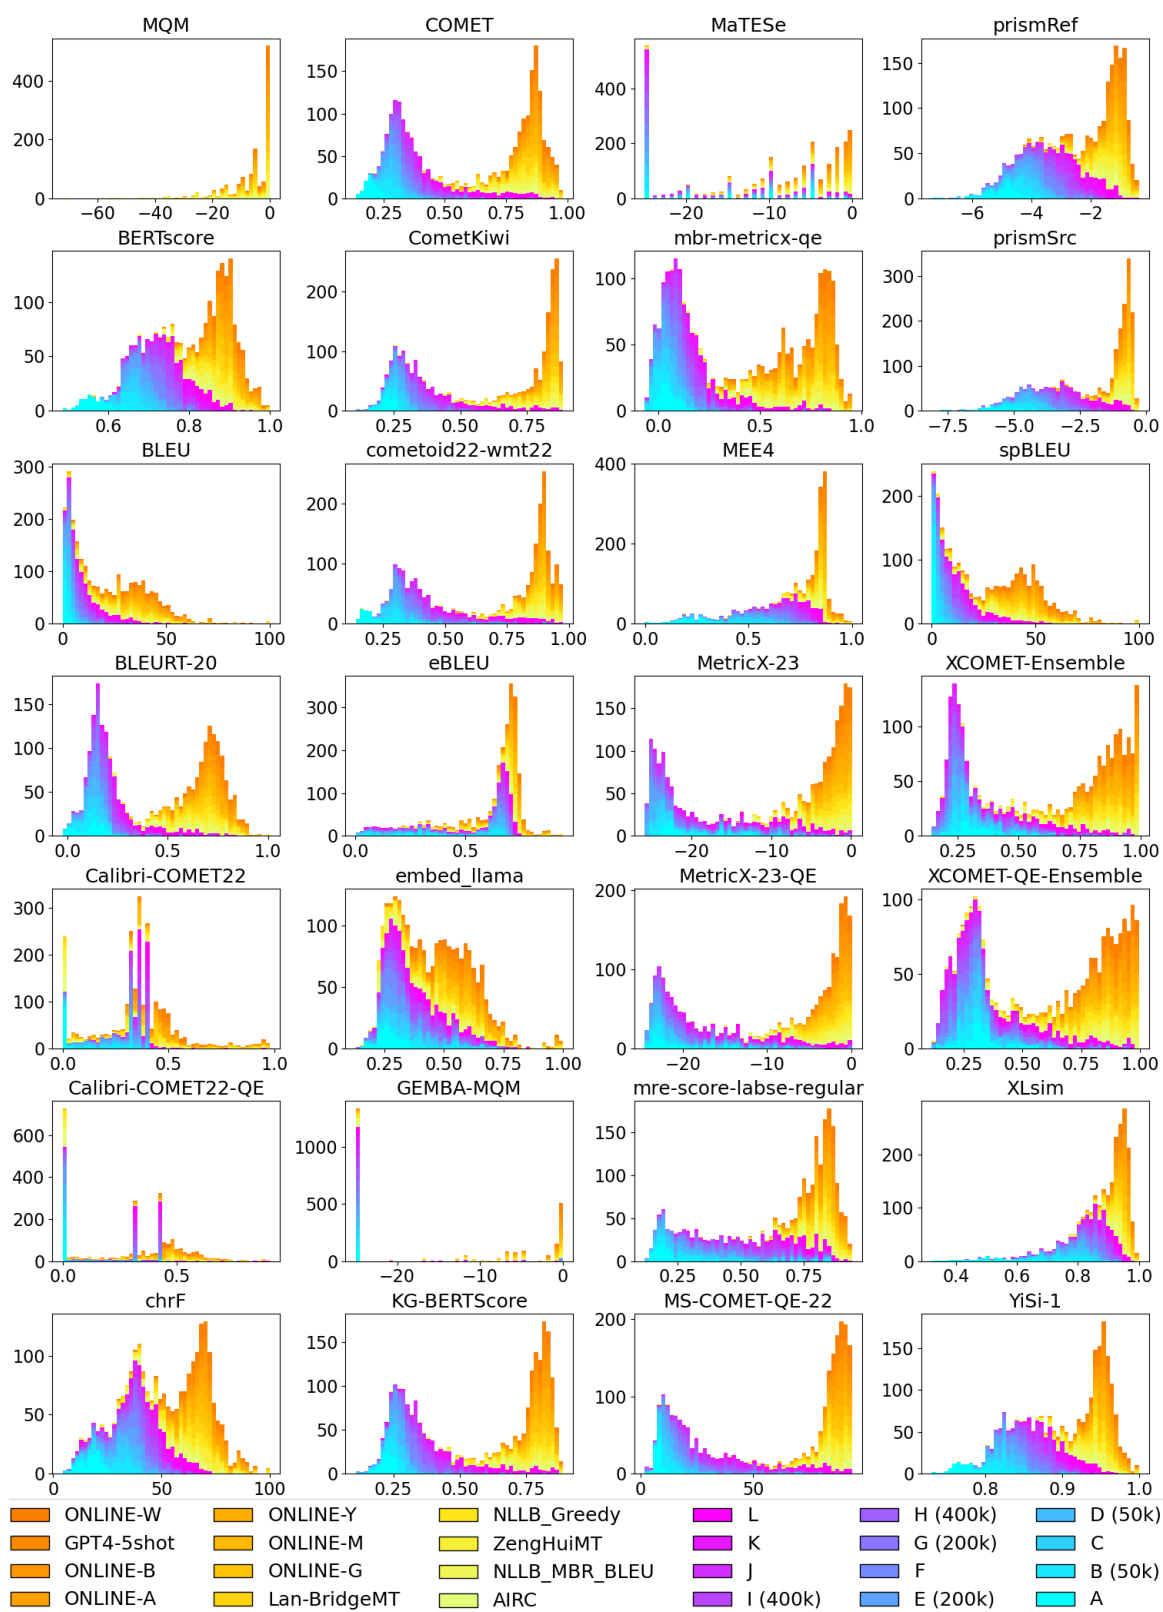 MQM COMET MaTESe prismRef
400
200
0
−60 −40 −20 0
150
100
50
0
0.25 0.50 0.75 1.00
400
200
0
−20 −10 0
150
100
50
0
−6 −4 −2
BERTscore CometKiwi mbr-metricx-qe prismSrc
100
50
0
0.6 0.8 1.0
200
100
0
0.25 0.50 0.75
100
50
0
0.0 0.5 1.0
300
200
100
0
−7.5 −5.0 −2.5 0.0
BLEU cometoid22-wmt22 MEE4 spBLEU
300
200
100
0
0 50 100
200
100
0
0.25 0.50 0.75 1.00
400
200
0
0.0 0.5 1.0
200
100
0
0 50 100
BLEURT-20 eBLEU MetricX-23 XCOMET-Ensemble
150
100
50
0
0.0 0.5 1.0
300
200
100
0
0.0 0.5
150
100
50
0
−20 −10 0
100
50
0
0.25 0.50 0.75 1.00
Calibri-COMET22 embed_llama MetricX-23-QE XCOMET-QE-Ensemble
300
200
100
0
0.0 0.5 1.0
100
50
0
0.25 0.50 0.75 1.00
200
100
0
−20 −10 0
100
50
0
0.25 0.50 0.75 1.00
Calibri-COMET22-QE GEMBA-MQM mre-score-labse-regular XLsim
600
400
200
0
0.0 0.5
1000
500
0
−20 −10 0
150
100
50
0
0.25 0.50 0.75
200
100
0
0.4 0.6 0.8 1.0
chrF KG-BERTScore MS-COMET-QE-22 YiSi-1
100
50
0
0 50 100
150
100
50
0
0.25 0.50 0.75
200
100
0
0 50
150
100
50
0
0.8 0.9 1.0
ONLINE-W ONLINE-Y NLLB_Greedy L H (400k) D (50k)
GPT4-5shot ONLINE-M ZengHuiMT K G (200k) C
ONLINE-B ONLINE-G NLLB_MBR_BLEU J F B (50k)
ONLINE-A Lan-BridgeMT AIRC I (400k) E (200k) A